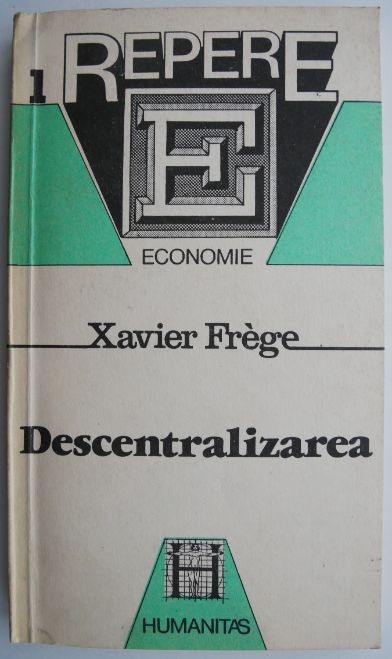 1 REPERE
E
ECONOMIE
Xavier Frège
Descentralizarea
H
HUMANITAS